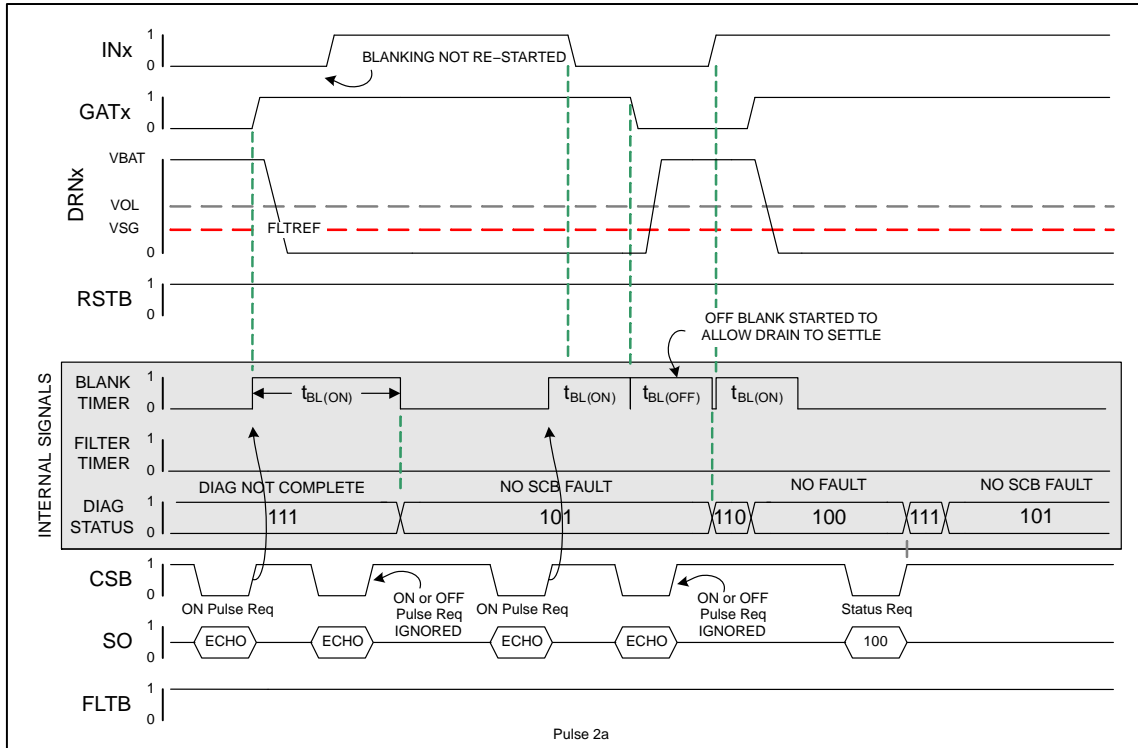 INx
1
0
BLANKING NOT RE–STARTED
GATx
1
0
DRNx
VBAT
VOL
VSG
FLTREF
0
RSTB
1
0
OFF BLANK STARTED TO
ALLOW DRAIN TO SETTLE
INTERNAL SIGNALS
BLANK
TIMER
1
0
tBL(ON)
tBL(ON)
tBL(OFF)
tBL(ON)
FILTER
TIMER
1
0
DIAG NOT COMPLETE
NO SCB FAULT
NO FAULT
NO SCB FAULT
DIAG
STATUS
1
0
111
101
110
100
111
101
CSB
1
0
ON Pulse Req
ON or OFF
Pulse Req
IGNORED
ON Pulse Req
ON or OFF
Pulse Req
IGNORED
Status Req
SO
1
0
ECHO
ECHO
ECHO
ECHO
100
FLTB
1
0
Pulse 2a